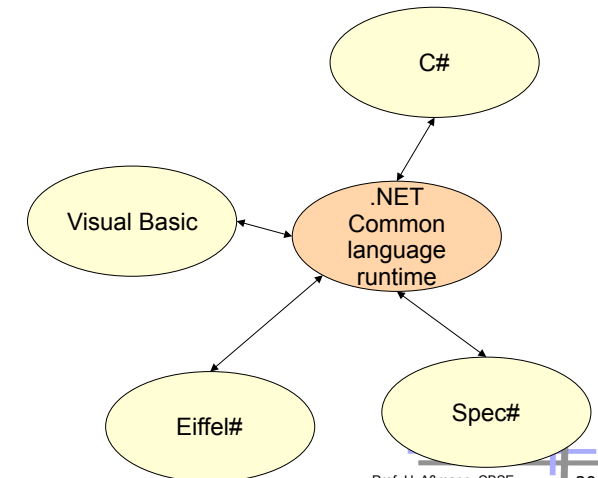 C#
Visual Basic
.NET
Common
language
runtime
Eiffel#
Spec#